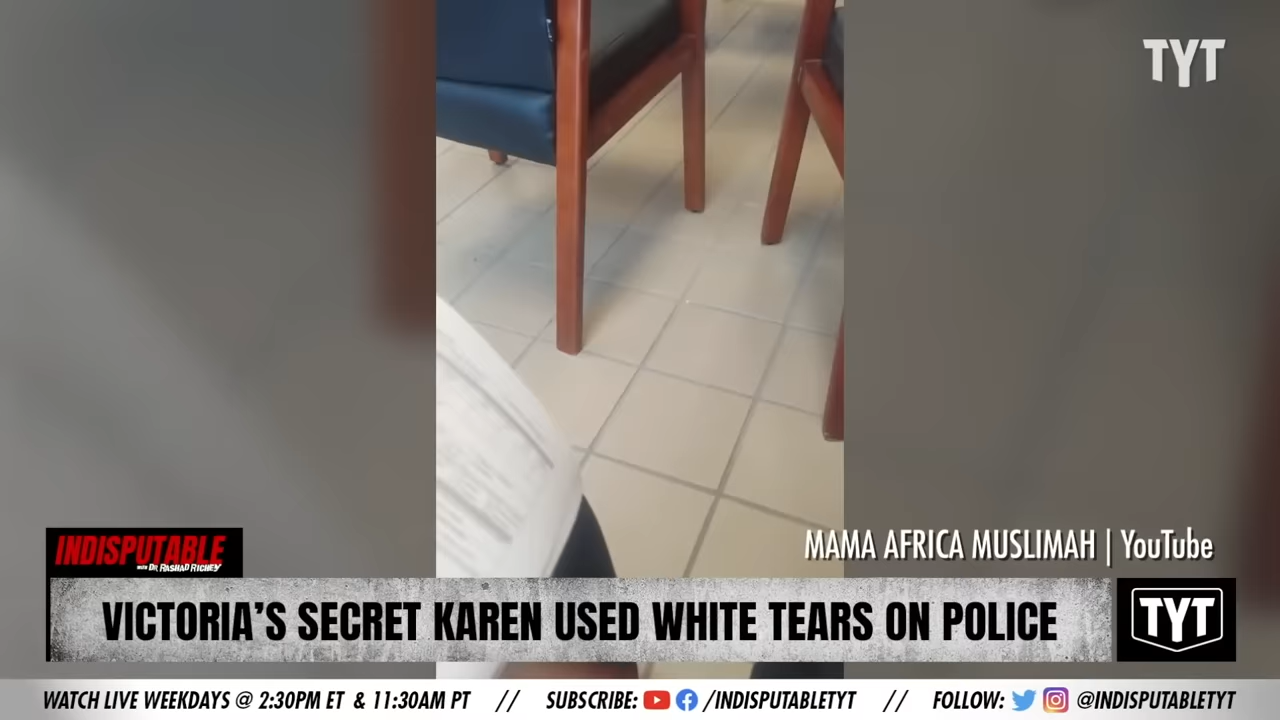 TYT
INDISPUTABLE
WITH DR. RASHAD RICHEY
MAMA AFRICA MUSLIMAH | YouTube
VICTORIA'S SECRET KAREN USED WHITE TEARS ON POLICE
TYT
WATCH LIVE WEEKDAYS @ 2:30PM ET & 11:30AM PT // SUBSCRIBE: /INDISPUTABLETYT // FOLLOW: @INDISPUTABLETYT